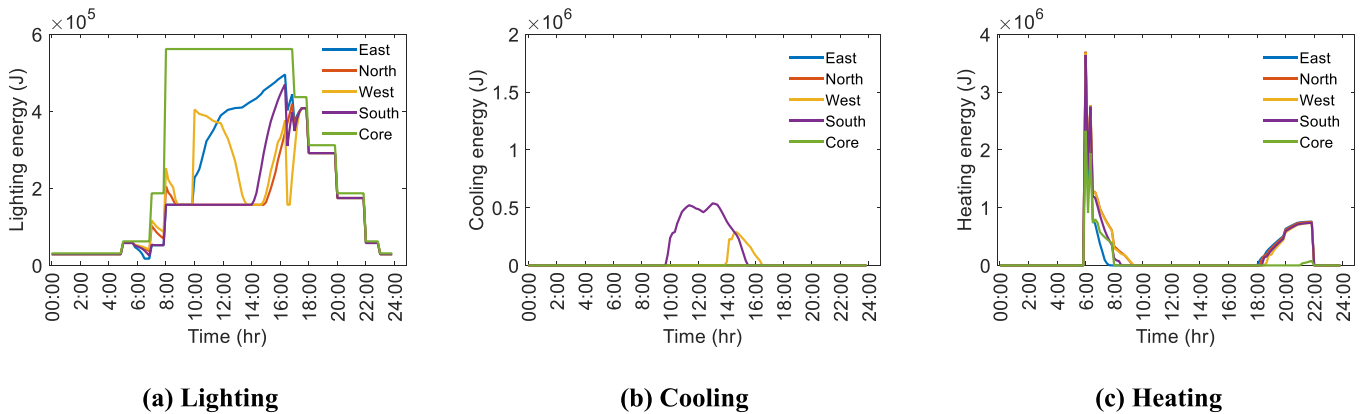 ×10⁵
6
4
2
0
Lighting energy (J)
East
North
West
South
Core
00:00
2:00
4:00
6:00
8:00
10:00
12:00
14:00
16:00
18:00
20:00
22:00
24:00
Time (hr)
(a) Lighting
×10⁶
2
1.5
1
0.5
0
Cooling energy (J)
East
North
West
South
Core
00:00
2:00
4:00
6:00
8:00
10:00
12:00
14:00
16:00
18:00
20:00
22:00
24:00
Time (hr)
(b) Cooling
×10⁶
4
3
2
1
0
Heating energy (J)
East
North
West
South
Core
00:00
2:00
4:00
6:00
8:00
10:00
12:00
14:00
16:00
18:00
20:00
22:00
24:00
Time (hr)
(c) Heating